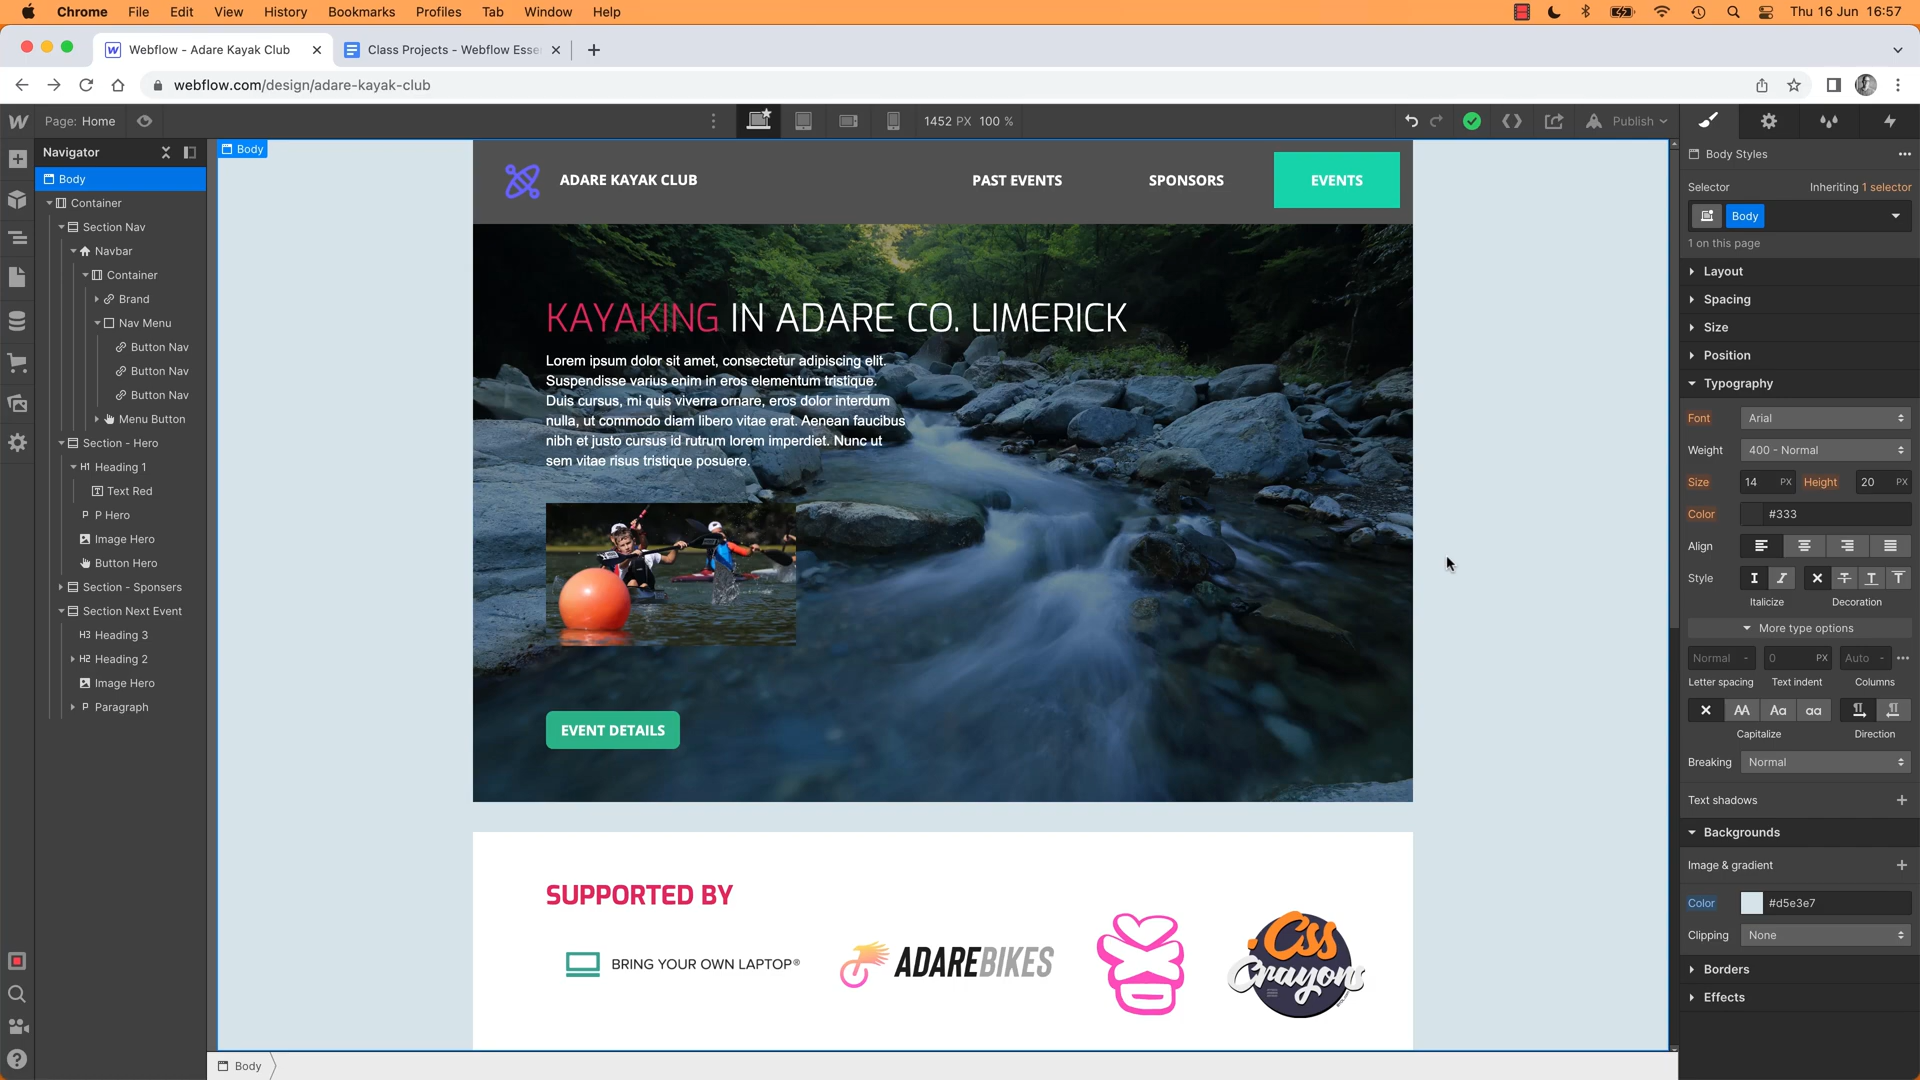 Chrome File Edit View History Bookmarks Profiles Tab Window Help Thu 16 Jun 16:57
Webflow - Adare Kayak Club
Class Projects - Webflow Esse
webflow.com/design/adare-kayak-club
Page: Home
1452 PX 100 %
Publish
Navigator
Body
Container
Section Nav
Navbar
Container
Brand
Nav Menu
Button Nav
Button Nav
Button Nav
Menu Button
Section - Hero
H1 Heading 1
Text Red
P P Hero
Image Hero
Button Hero
Section - Sponsers
Section Next Event
H3 Heading 3
H2 Heading 2
Image Hero
P Paragraph
Body
ADARE KAYAK CLUB
PAST EVENTS
SPONSORS
EVENTS
KAYAKING IN ADARE CO. LIMERICK
Lorem ipsum dolor sit amet, consectetur adipiscing elit.
Suspendisse varius enim in eros elementum tristique.
Duis cursus, mi quis viverra ornare, eros dolor interdum
nulla, ut commodo diam libero vitae erat. Aenean faucibus
nibh et justo cursus id rutrum lorem imperdiet. Nunc ut
sem vitae risus tristique posuere.
EVENT DETAILS
SUPPORTED BY
BRING YOUR OWN LAPTOP®
ADAREBIKES
CSS
Crayons
Body
Body Styles
Selector Inheriting 1 selector
Body
1 on this page
Layout
Spacing
Size
Position
Typography
Font Arial
Weight 400 - Normal
Size 14 PX Height 20 PX
Color #333
Align
Style
Italicize Decoration
More type options
Normal - 0 PX Auto -
Letter spacing Text indent Columns
AA Aa aa
Capitalize Direction
Breaking Normal
Text shadows
Backgrounds
Image & gradient
Color #d5e3e7
Clipping None
Borders
Effects